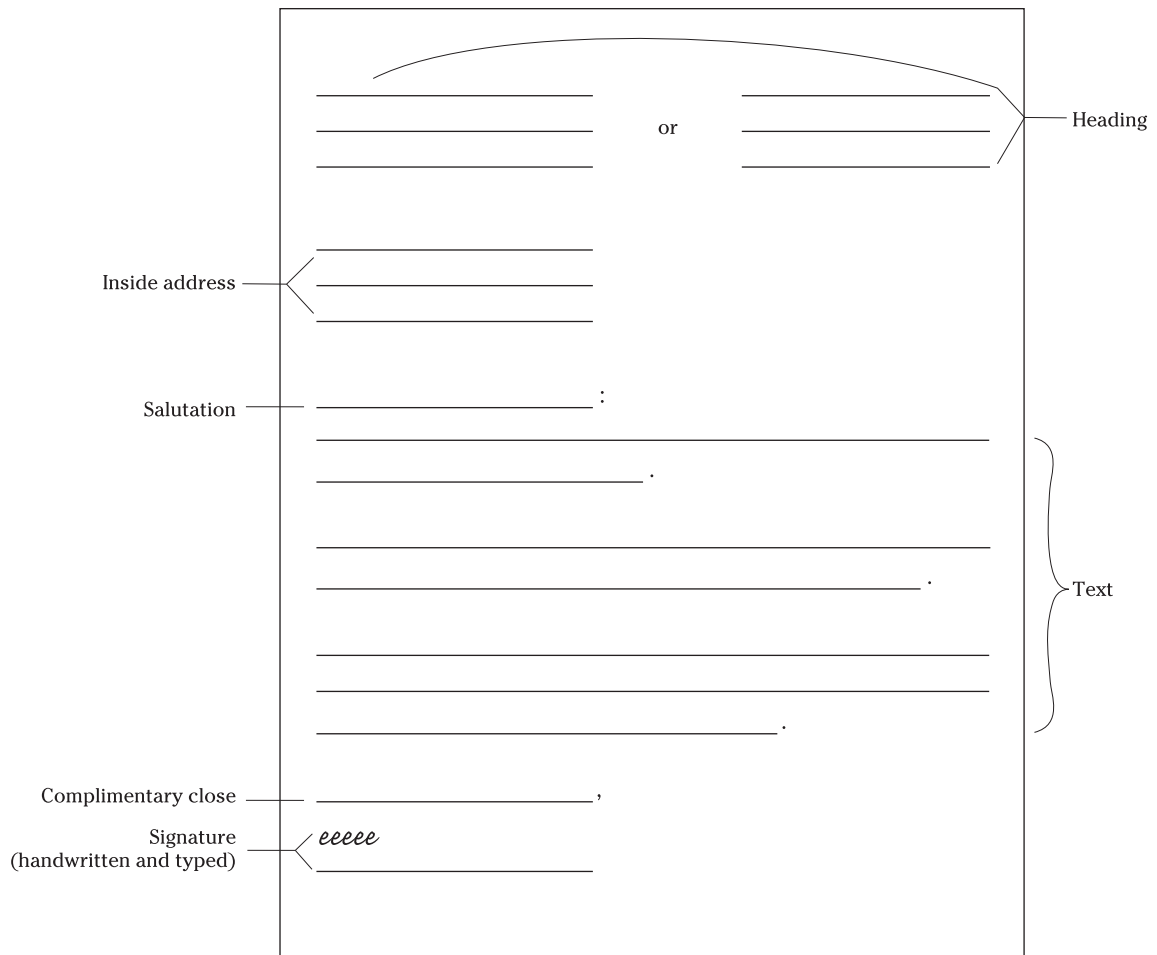 or
Heading
Inside address
Salutation
:
.
.
Text
.
Complimentary close
,
Signature
(handwritten and typed)
eeeee